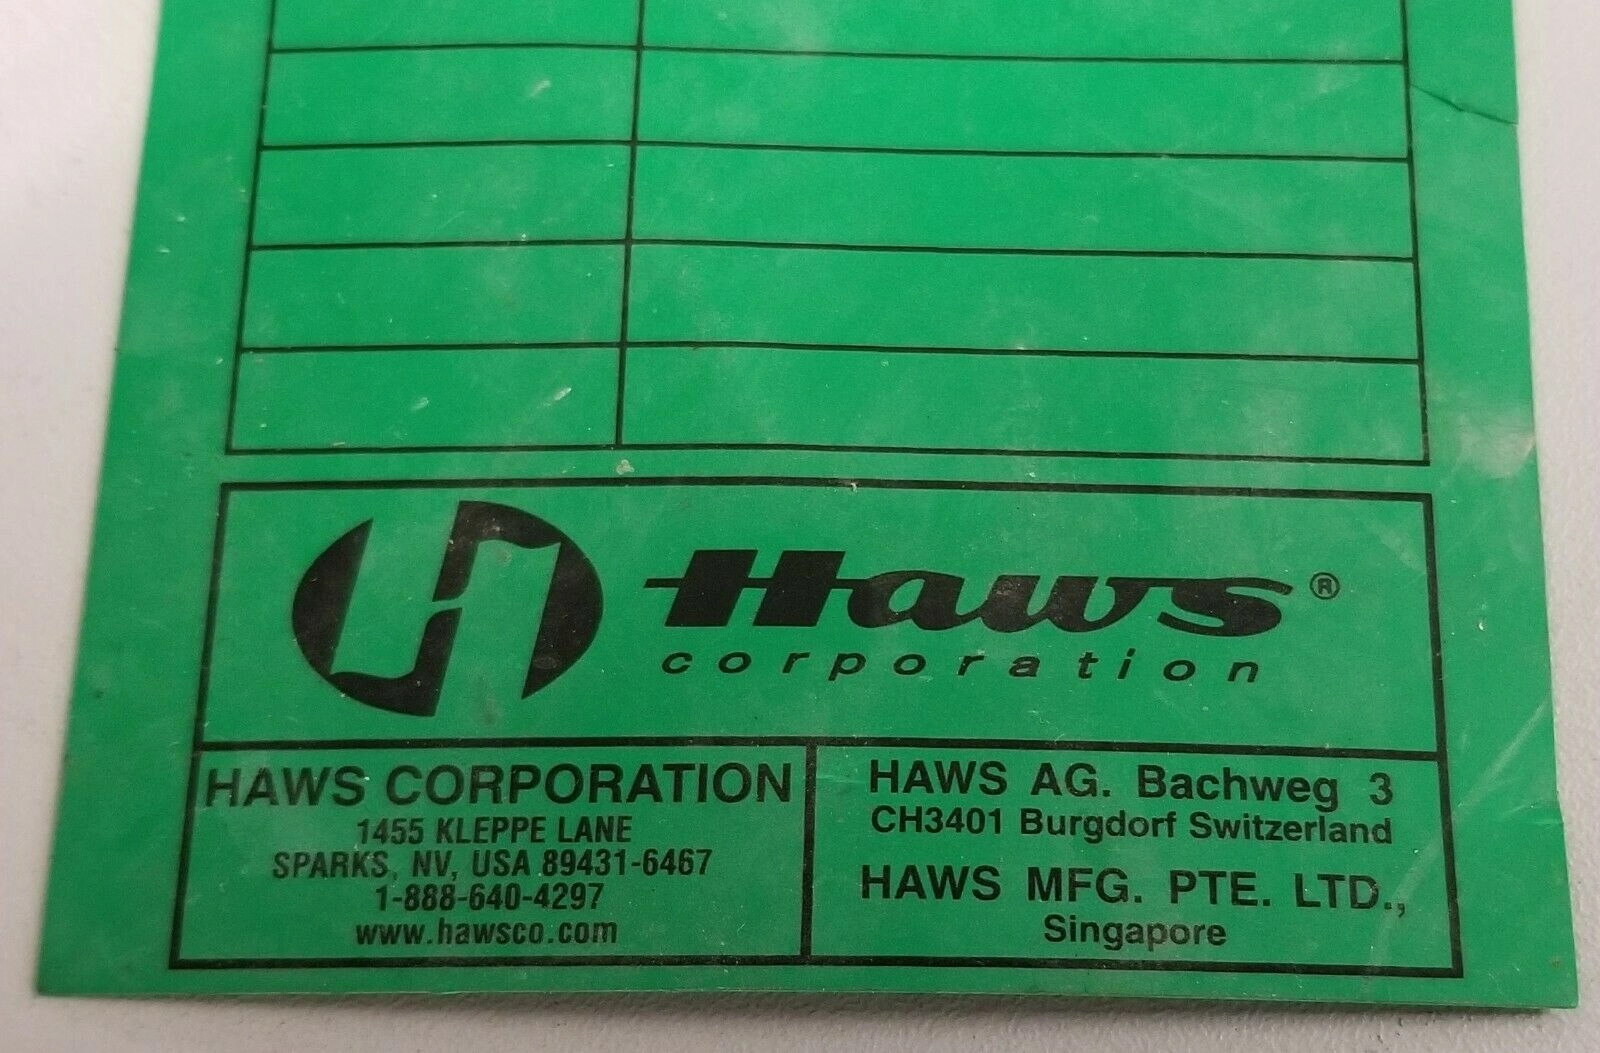 Haws®
corporation
HAWS CORPORATION
1455 KLEPPE LANE
SPARKS, NV, USA 89431-6467
1-888-640-4297
www.hawsco.com
HAWS AG. Bachweg 3
CH3401 Burgdorf Switzerland
HAWS MFG. PTE. LTD.,
Singapore